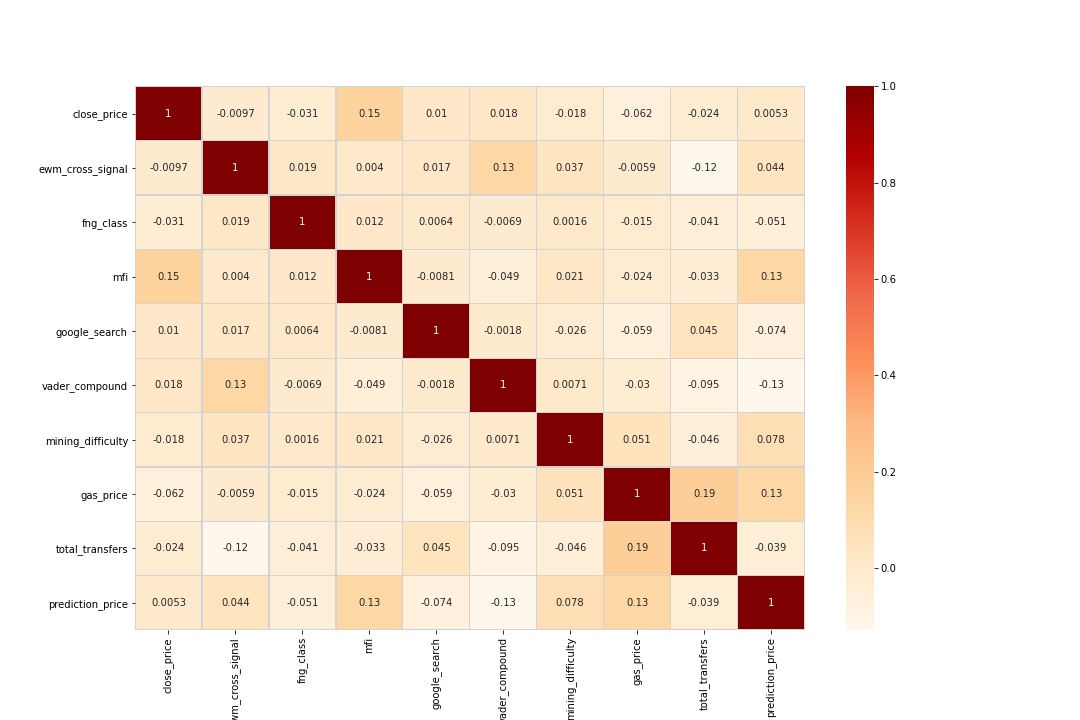 close_price 1 -0.0097 -0.031 0.15 0.01 0.018 -0.018 -0.062 -0.024 0.0053
ewm_cross_signal -0.0097 1 0.019 0.004 0.017 0.13 0.037 -0.0059 -0.12 0.044
fng_class -0.031 0.019 1 0.012 0.0064 -0.0069 0.0016 -0.015 -0.041 -0.051
mfi 0.15 0.004 0.012 1 -0.0081 -0.049 0.021 -0.024 -0.033 0.13
google_search 0.01 0.017 0.0064 -0.0081 1 -0.0018 -0.026 -0.059 0.045 -0.074
vader_compound 0.018 0.13 -0.0069 -0.049 -0.0018 1 0.0071 -0.03 -0.095 -0.13
mining_difficulty -0.018 0.037 0.0016 0.021 -0.026 0.0071 1 0.051 -0.046 0.078
gas_price -0.062 -0.0059 -0.015 -0.024 -0.059 -0.03 0.051 1 0.19 0.13
total_transfers -0.024 -0.12 -0.041 -0.033 0.045 -0.095 -0.046 0.19 1 -0.039
prediction_price 0.0053 0.044 -0.051 0.13 -0.074 -0.13 0.078 0.13 -0.039 1
close_price
wm_cross_signal
fng_class
mfi
google_search
ader_compound
mining_difficulty
gas_price
total_transfers
prediction_price
1.0
0.8
0.6
0.4
0.2
0.0